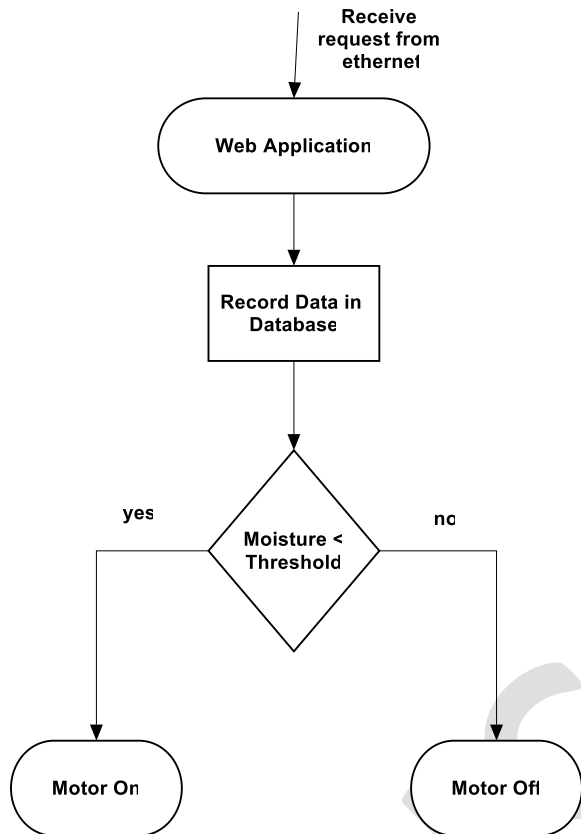 Receive
request from
ethernet
Web Application
Record Data in
Database
yes
no
Moisture <
Threshold
Motor On
Motor Off